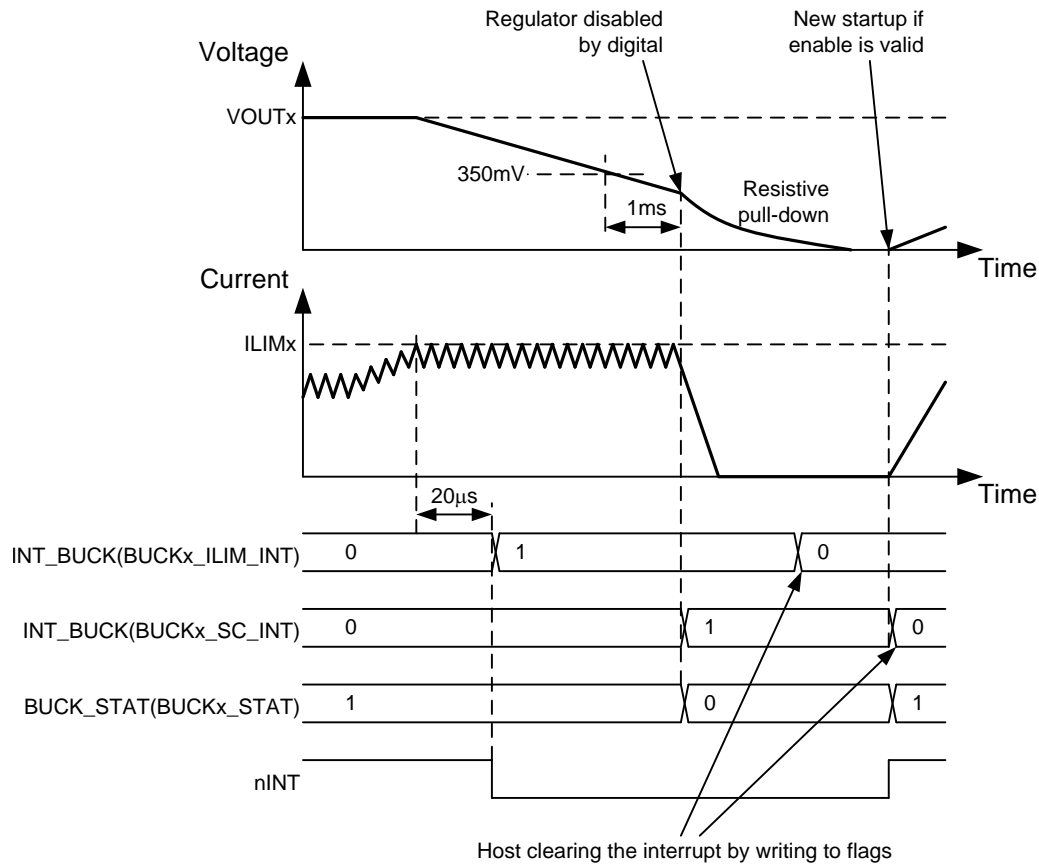 Regulator disabled
by digital
New startup if
enable is valid
Voltage
VOUTx
350mV
1ms
Resistive
pull-down
Time
Current
ILIMx
Time
20μs
INT_BUCK(BUCKx_ILIM_INT)
0
1
0
INT_BUCK(BUCKx_SC_INT)
0
1
0
BUCK_STAT(BUCKx_STAT)
1
0
1
nINT
Host clearing the interrupt by writing to flags